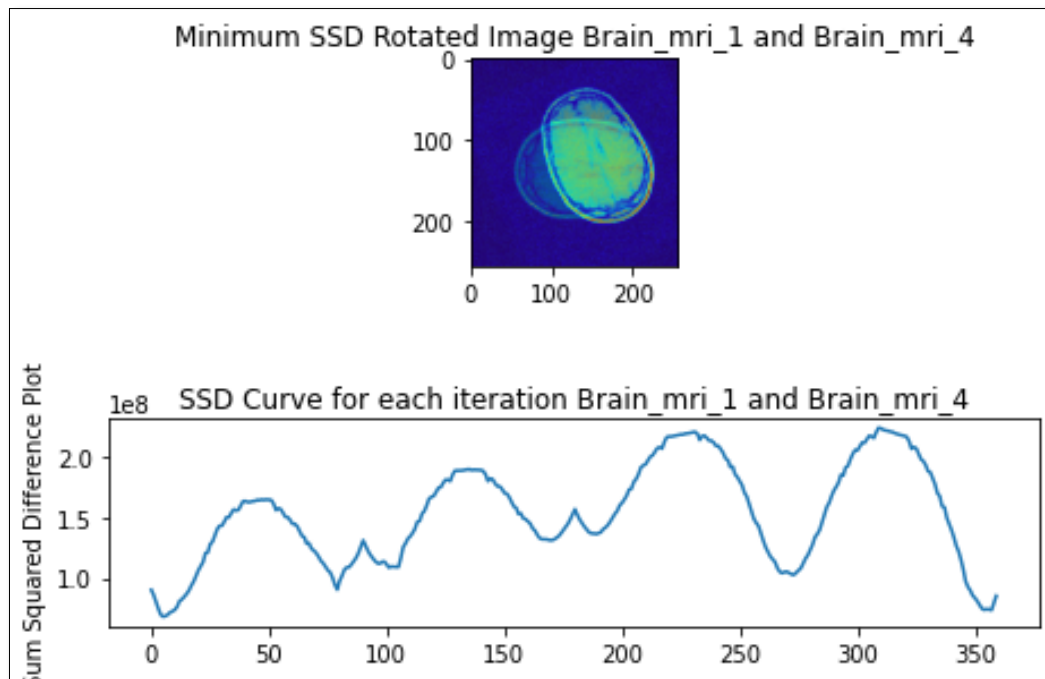 Minimum SSD Rotated Image Brain_mri_1 and Brain_mri_4
0
100
200
0 100 200
SSD Curve for each iteration Brain_mri_1 and Brain_mri_4
1e8
Sum Squared Difference Plot
2.0
1.5
1.0
0 50 100 150 200 250 300 350